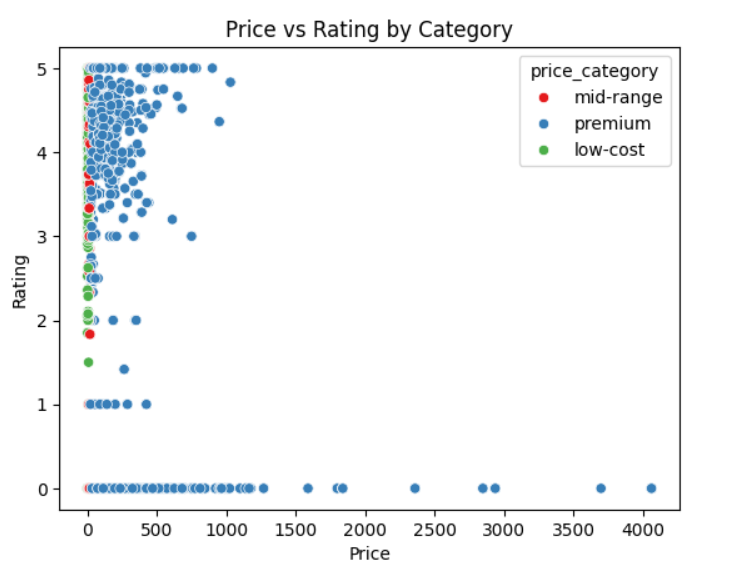 Price vs Rating by Category
price_category
mid-range
premium
low-cost
5
4
3
2
1
0
Rating
0 500 1000 1500 2000 2500 3000 3500 4000
Price